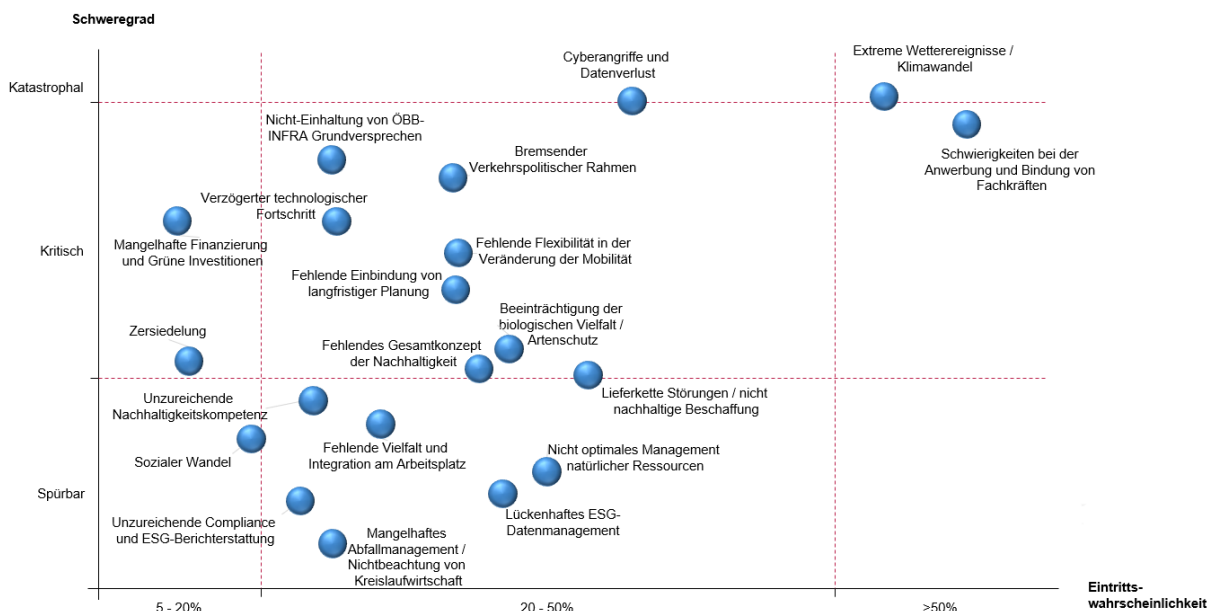 Schweregrad
Katastrophal
Kritisch
Spürbar
Cyberangriffe und
Datenverlust
Extreme Wetterereignisse /
Klimawandel
Nicht-Einhaltung von ÖBB-
INFRA Grundversprechen
Bremsender
Verkehrspolitischer Rahmen
Schwierigkeiten bei der
Anwerbung und Bindung von
Fachkräften
Verzögerter technologischer
Fortschritt
Mangelhafte Finanzierung
und Grüne Investitionen
Fehlende Flexibilität in der
Veränderung der Mobilität
Fehlende Einbindung von
langfristiger Planung
Beeinträchtigung der
biologischen Vielfalt /
Artenschutz
Zersiedelung
Fehlendes Gesamtkonzept
der Nachhaltigkeit
Lieferkette Störungen / nicht
nachhaltige Beschaffung
Unzureichende
Nachhaltigkeitskompetenz
Sozialer Wandel
Fehlende Vielfalt und
Integration am Arbeitsplatz
Nicht optimales Management
natürlicher Ressourcen
Lückenhaftes ESG-
Datenmanagement
Unzureichende Compliance
und ESG-Berichterstattung
Mangelhaftes
Abfallmanagement /
Nichtbeachtung von
Kreislaufwirtschaft
5 - 20%
20 - 50%
>50%
Eintritts-
wahrscheinlichkeit